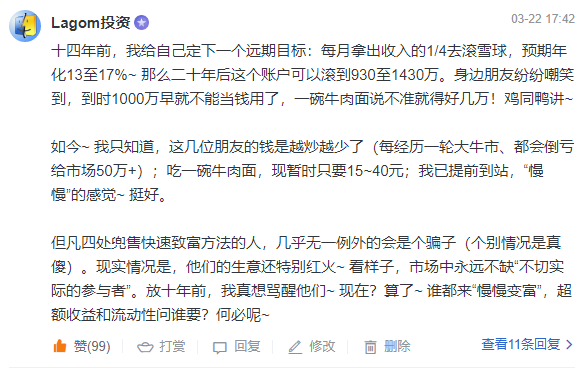 Lagom投资
03-22 17:42
十四年前，我给自己定下一个远期目标：每月拿出收入的1/4去滚雪球，预期年
化13至17%~ 那么二十年后这个账户可以滚到930至1430万。身边朋友纷纷嘲笑
到，到时1000万早就不能当钱用了，一碗牛肉面说不准就得好几万！鸡同鸭讲~
如今~ 我只知道，这几位朋友的钱是越炒越少了（每经历一轮大牛市、都会倒亏
给市场50万+）；吃一碗牛肉面，现暂时只要15~40元；我已提前到站，“慢
慢”的感觉~ 挺好。
但凡四处兜售快速致富方法的人，几乎无一例外的会是个骗子（个别情况是真
傻）。现实情况是，他们的生意还特别红火~ 看样子，市场中永远不缺“不切实
际的参与者”。放十年前，我真想骂醒他们~ 现在？算了~ 谁都来“慢慢变富”，超
额收益和流动性问谁要？何必呢~
赞(99) 打赏 回复 修改 删除 查看11条回复